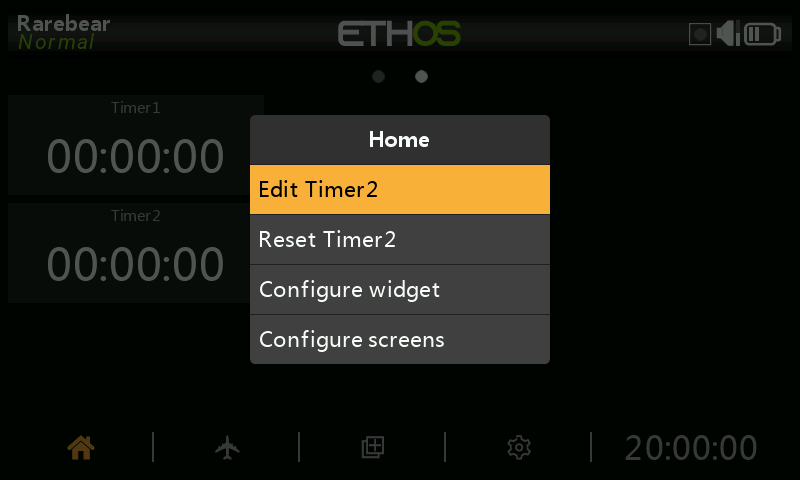 Rarebear
Normal
ETHOS
Timer1
00:00:00
Timer2
00:00:00
Home
Edit Timer2
Reset Timer2
Configure widget
Configure screens
20:00:00